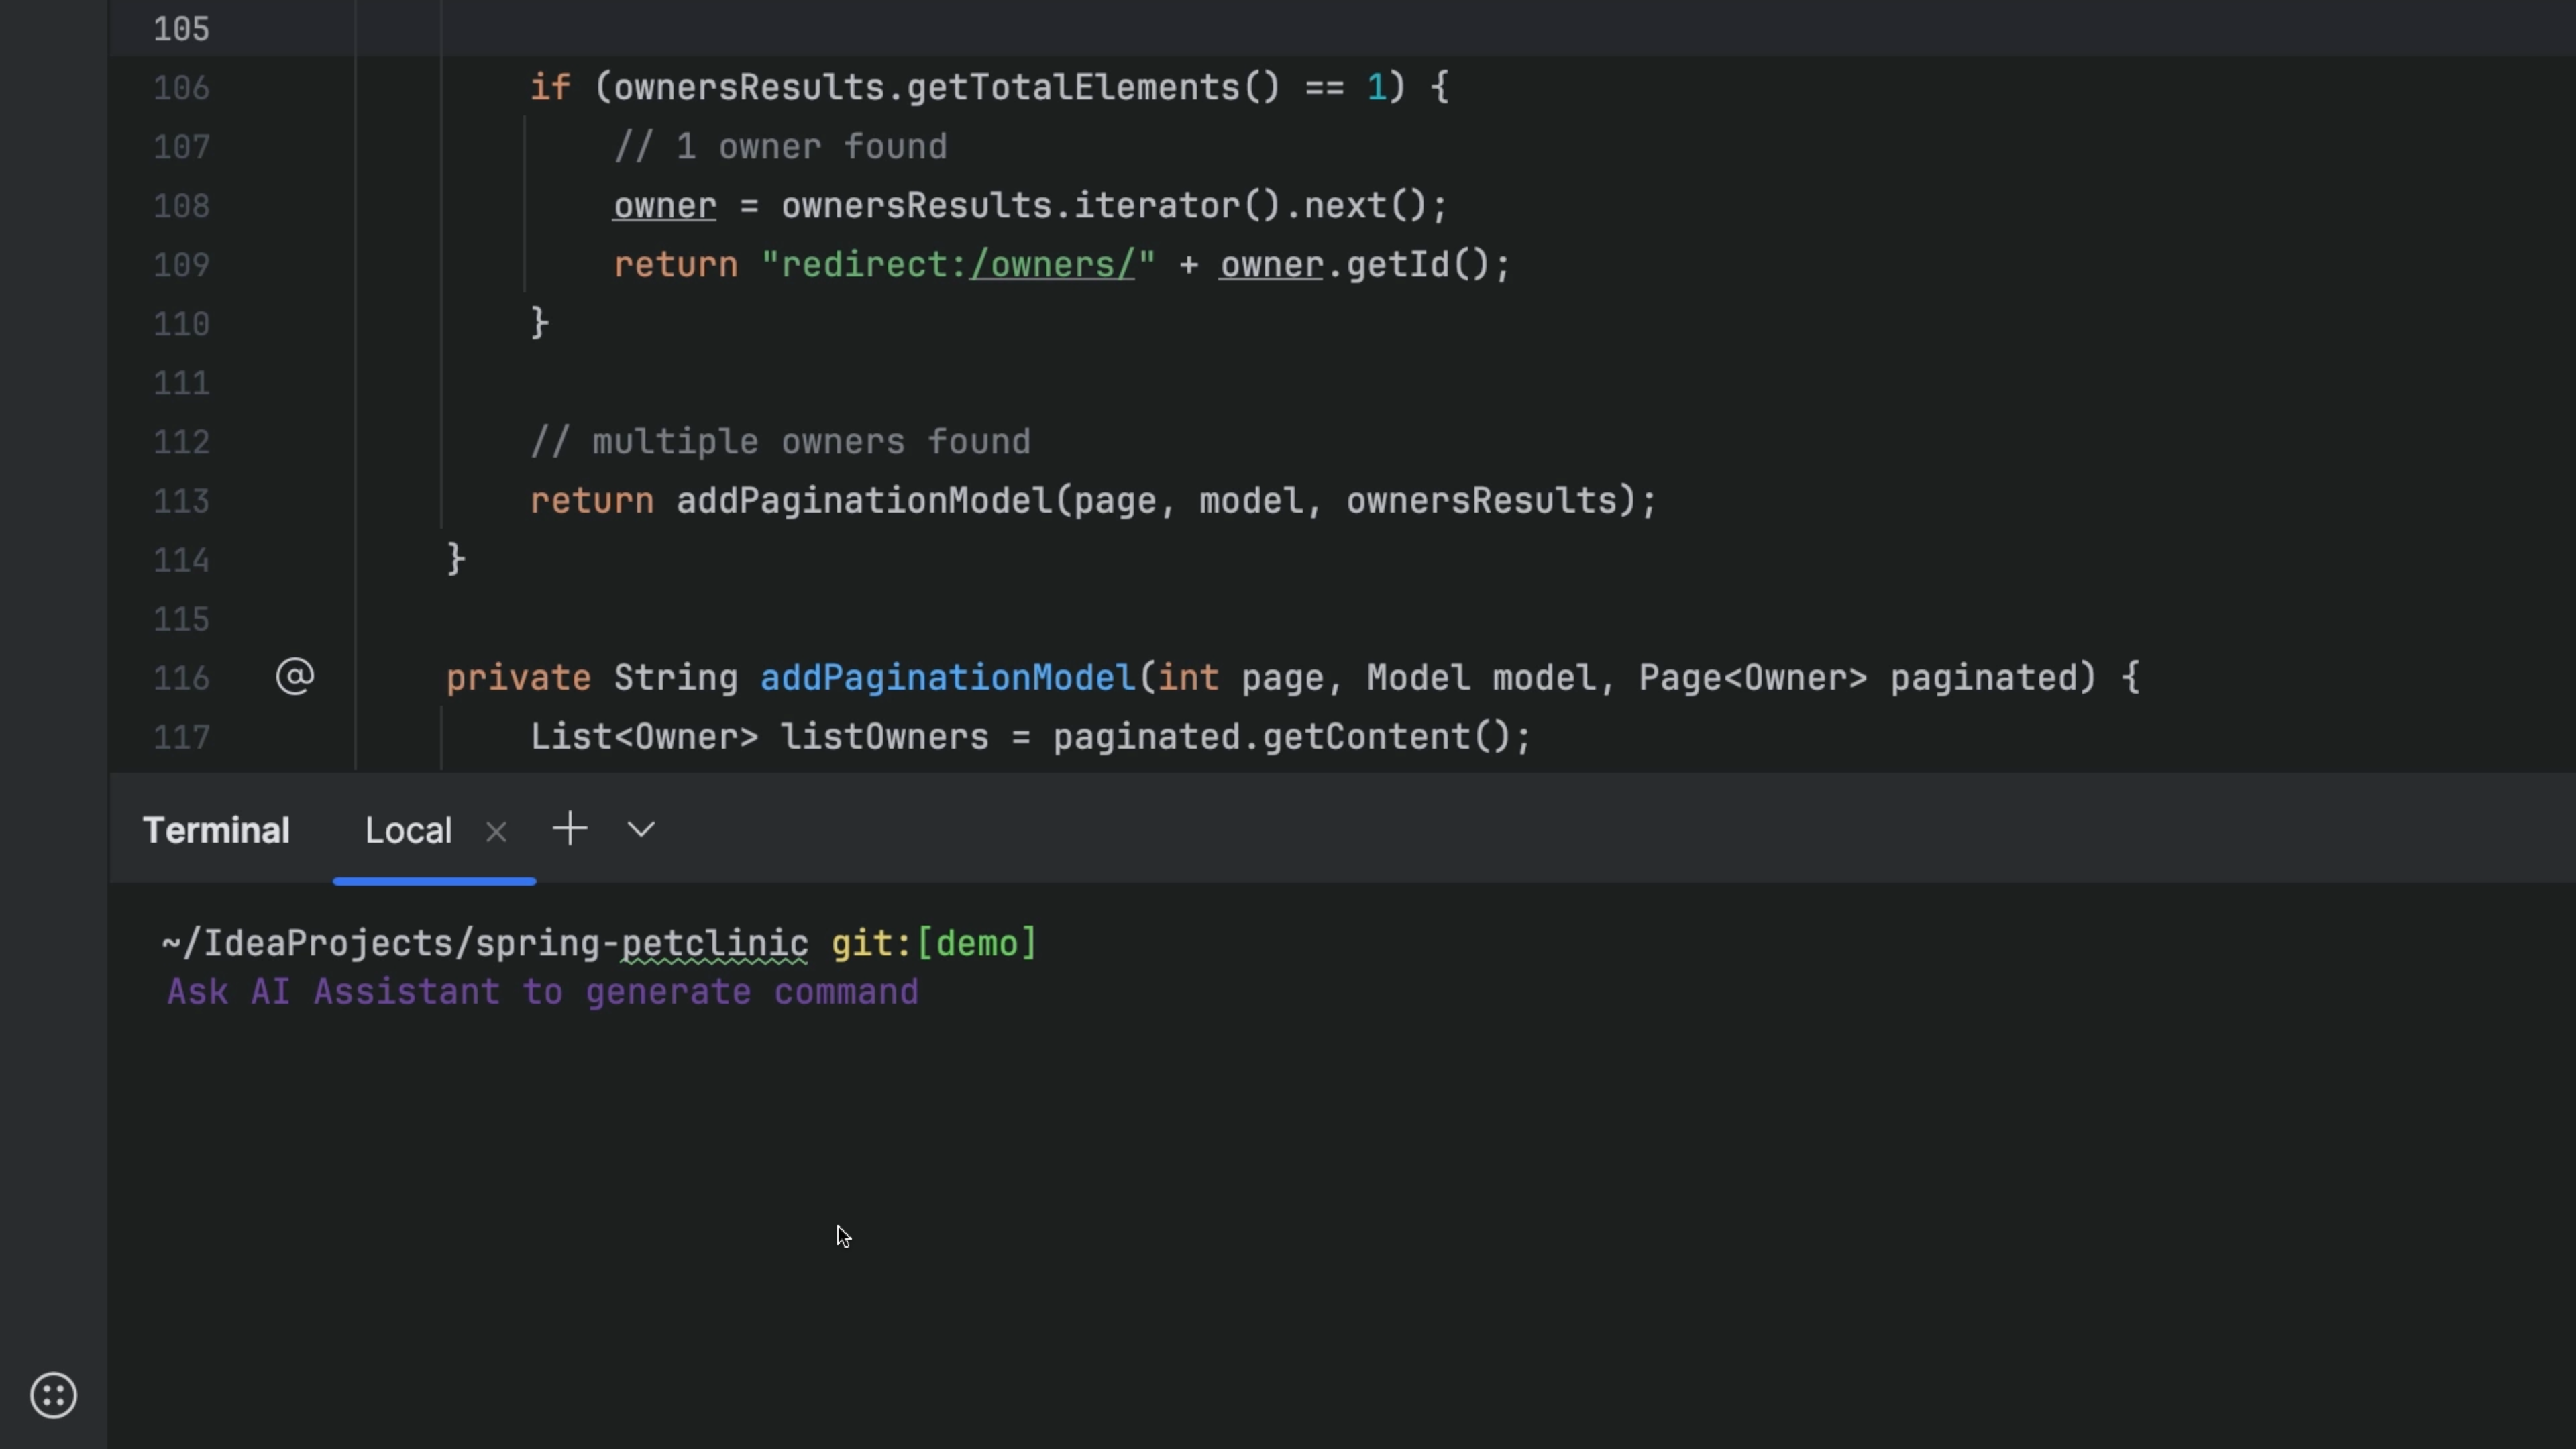 105
106 if (ownersResults.getTotalElements() == 1) {
107 // 1 owner found
108 owner = ownersResults.iterator().next();
109 return "redirect:/owners/" + owner.getId();
110 }
111
112 // multiple owners found
113 return addPaginationModel(page, model, ownersResults);
114 }
115
116 @ private String addPaginationModel(int page, Model model, Page<Owner> paginated) {
117 List<Owner> listOwners = paginated.getContent();
Terminal Local
~/IdeaProjects/spring-petclinic git:[demo]
Ask AI Assistant to generate command